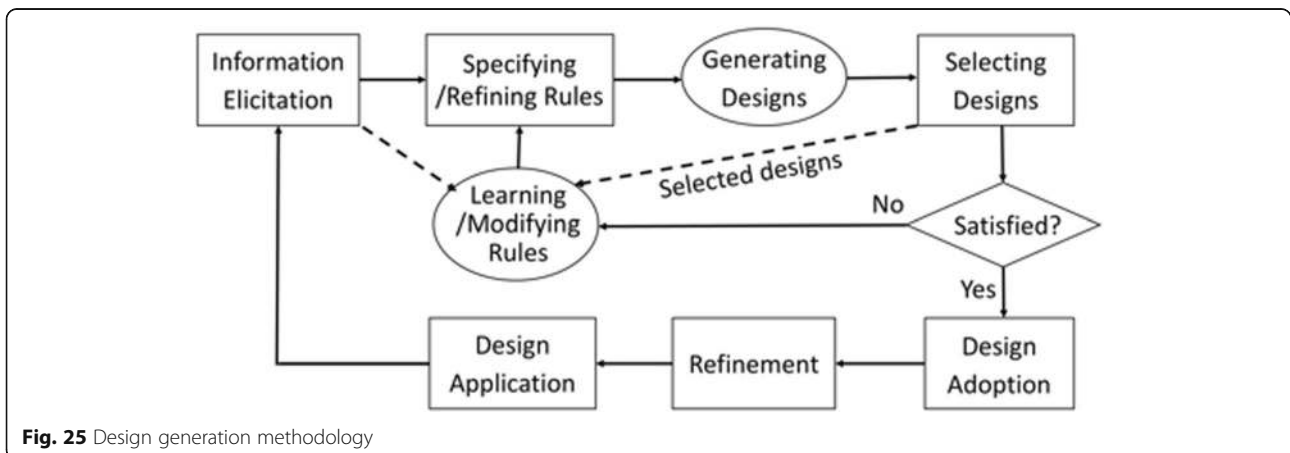 Information
Elicitation
Specifying
/Refining Rules
Generating
Designs
Selecting
Designs
Selected designs
Learning
/Modifying
Rules
No
Satisfied?
Yes
Design
Application
Refinement
Design
Adoption
Fig. 25 Design generation methodology